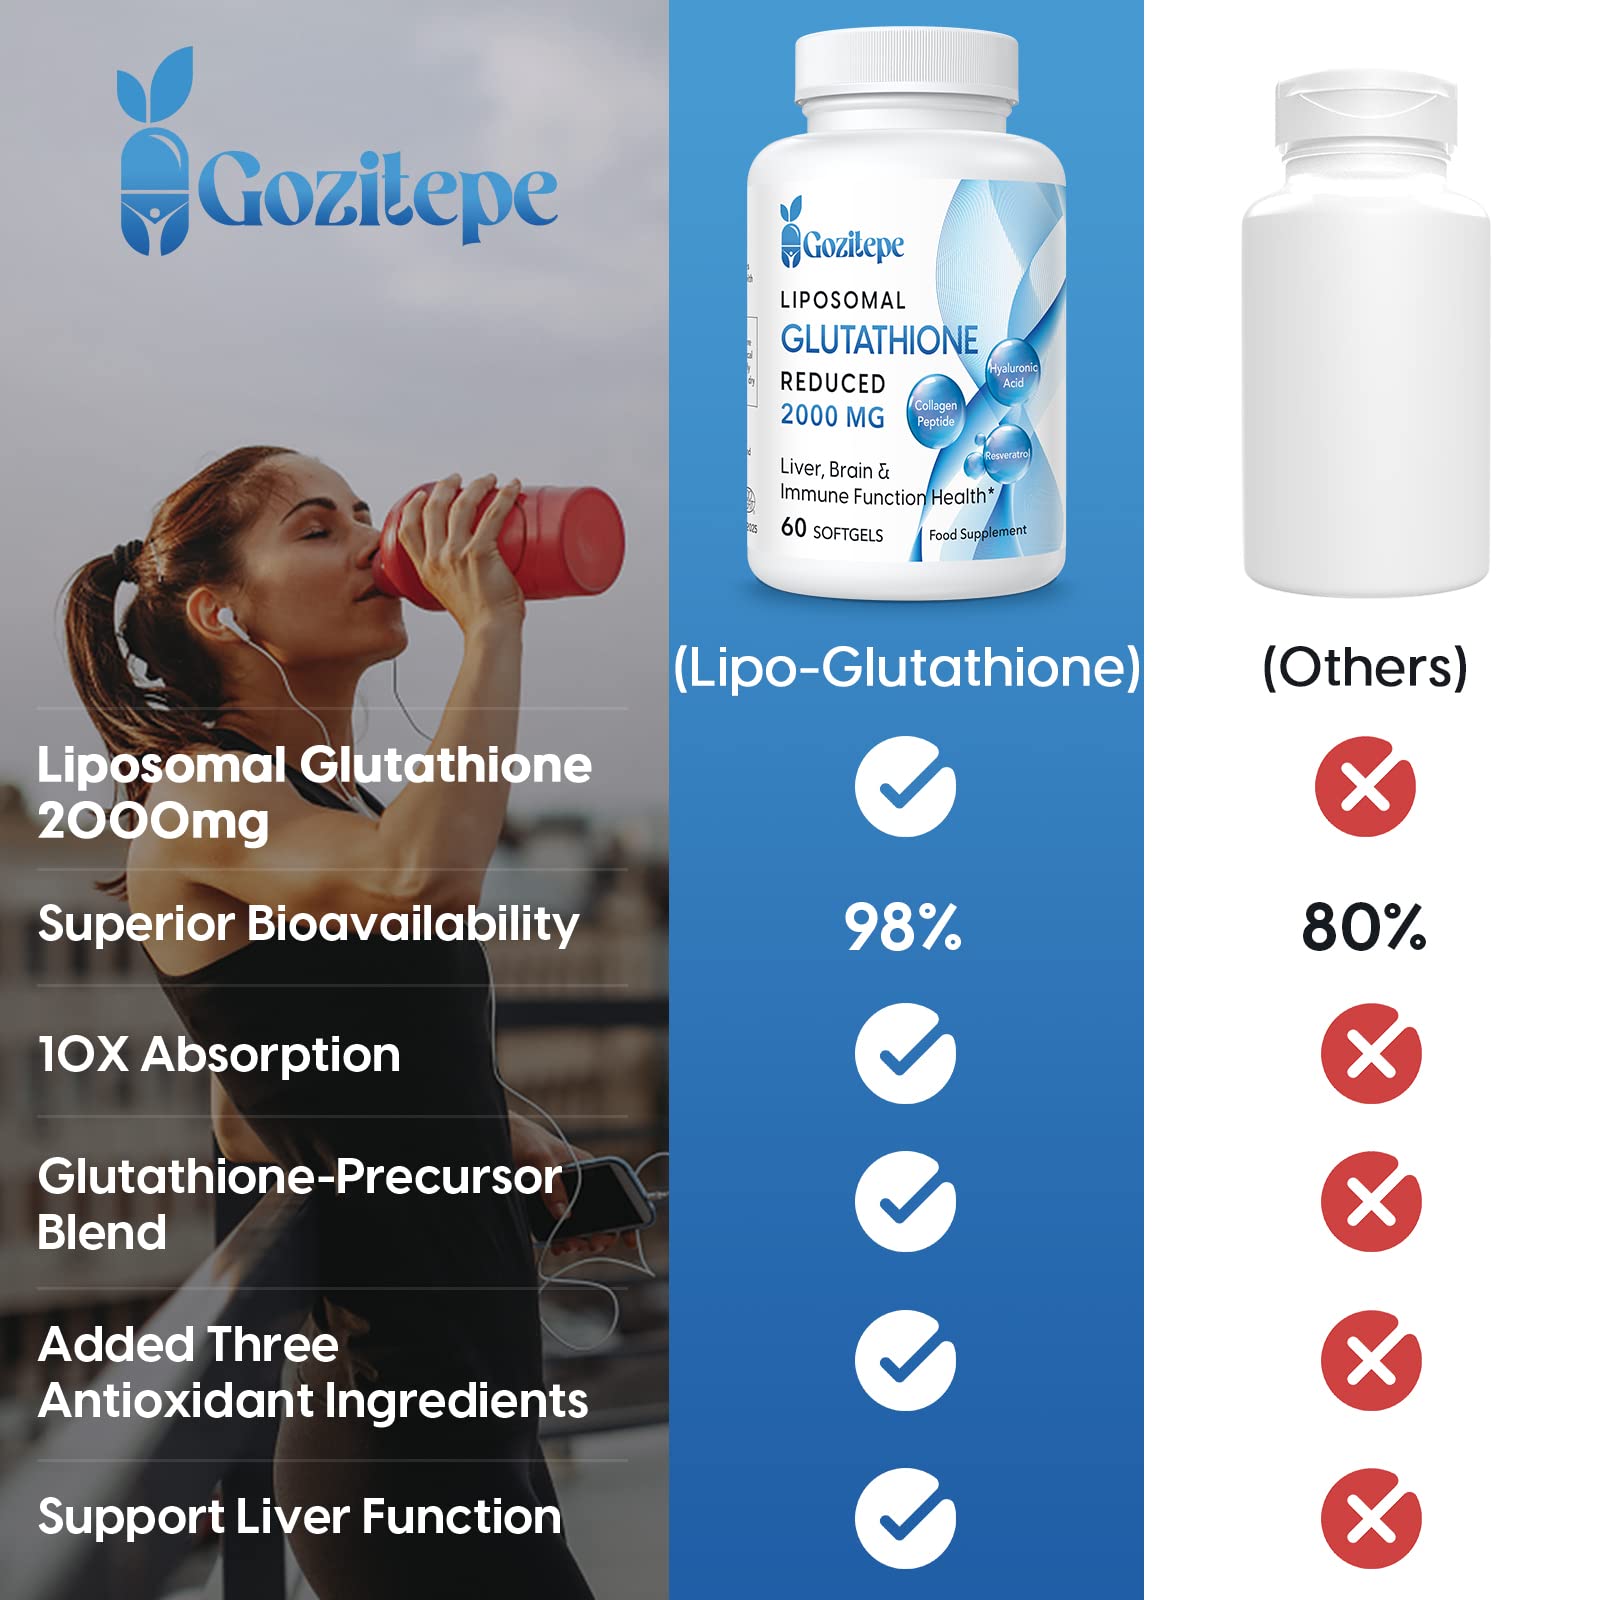 Gozitepe
Gozitepe
LIPOSOMAL
GLUTATHIONE
REDUCED
2000 MG
Hyaluronic
Acid
Collagen
Peptide
Resveratrol
Liver, Brain &
Immune Function Health*
60 SOFTGELS
Food Supplement
2025
(Lipo-Glutathione)
(Others)
Liposomal Glutathione
2000mg
Superior Bioavailability
98%
80%
10X Absorption
Glutathione-Precursor
Blend
Added Three
Antioxidant Ingredients
Support Liver Function